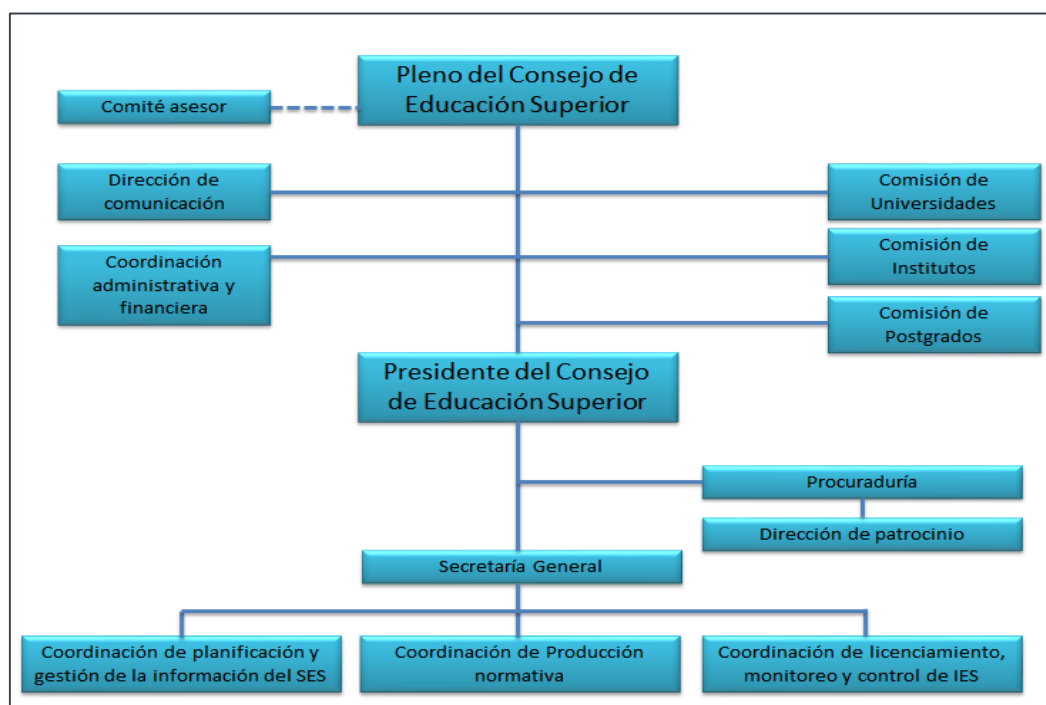 Pleno del Consejo de
Educación Superior
Comité asesor
Dirección de
comunicación
Comisión de
Universidades
Coordinación
administrativa y
financiera
Comisión de
Institutos
Comisión de
Postgrados
Presidente del Consejo
de Educación Superior
Procuraduría
Dirección de patrocinio
Secretaría General
Coordinación de planificación y
gestión de la información del SES
Coordinación de Producción
normativa
Coordinación de licenciamiento,
monitoreo y control de IES